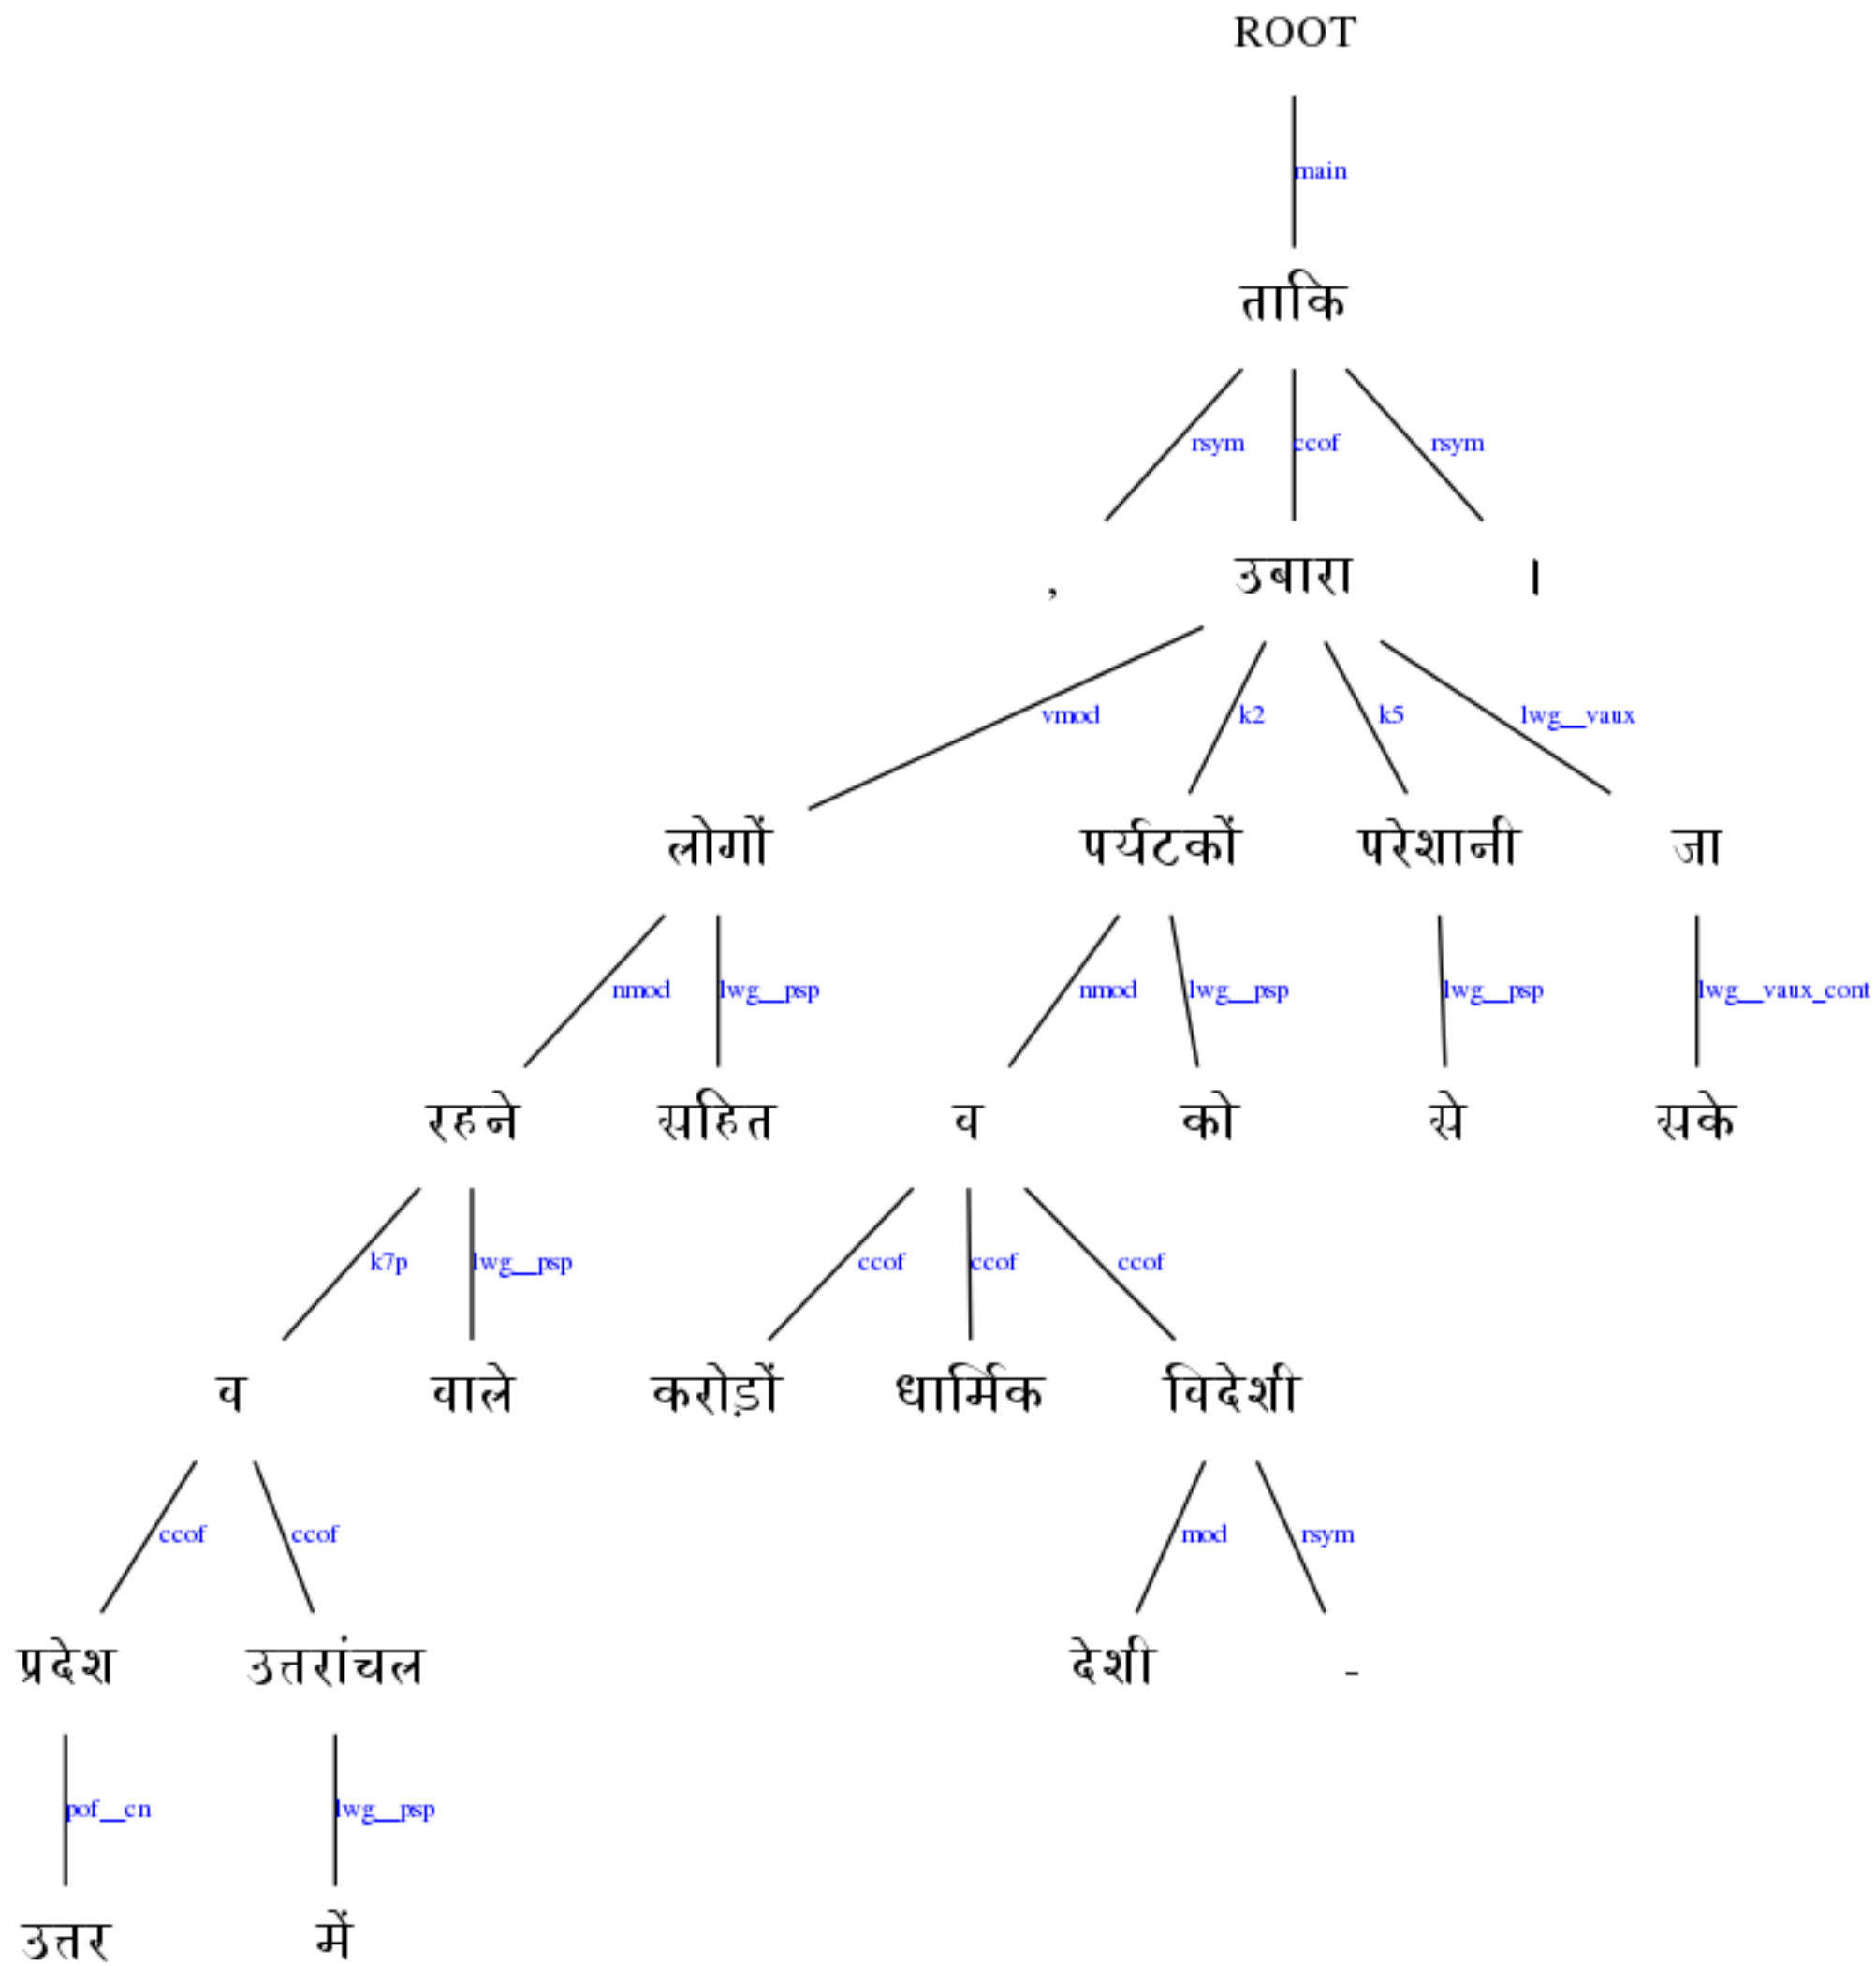 ROOT
main
ताकि
rsym ccof rsym
, उबारा ।
vmod k2 k5 lwg__vaux
लोगों पर्यटकों परेशानी जा
nmod lwg__psp nmod lwg__psp lwg__psp lwg__vaux_cont
रहने सहित व को से सके
k7p lwg__psp ccof ccof ccof
व वाले करोड़ों धार्मिक विदेशी
ccof ccof mod rsym
प्रदेश उत्तरांचल देशी -
pof__cn lwg__psp
उत्तर में